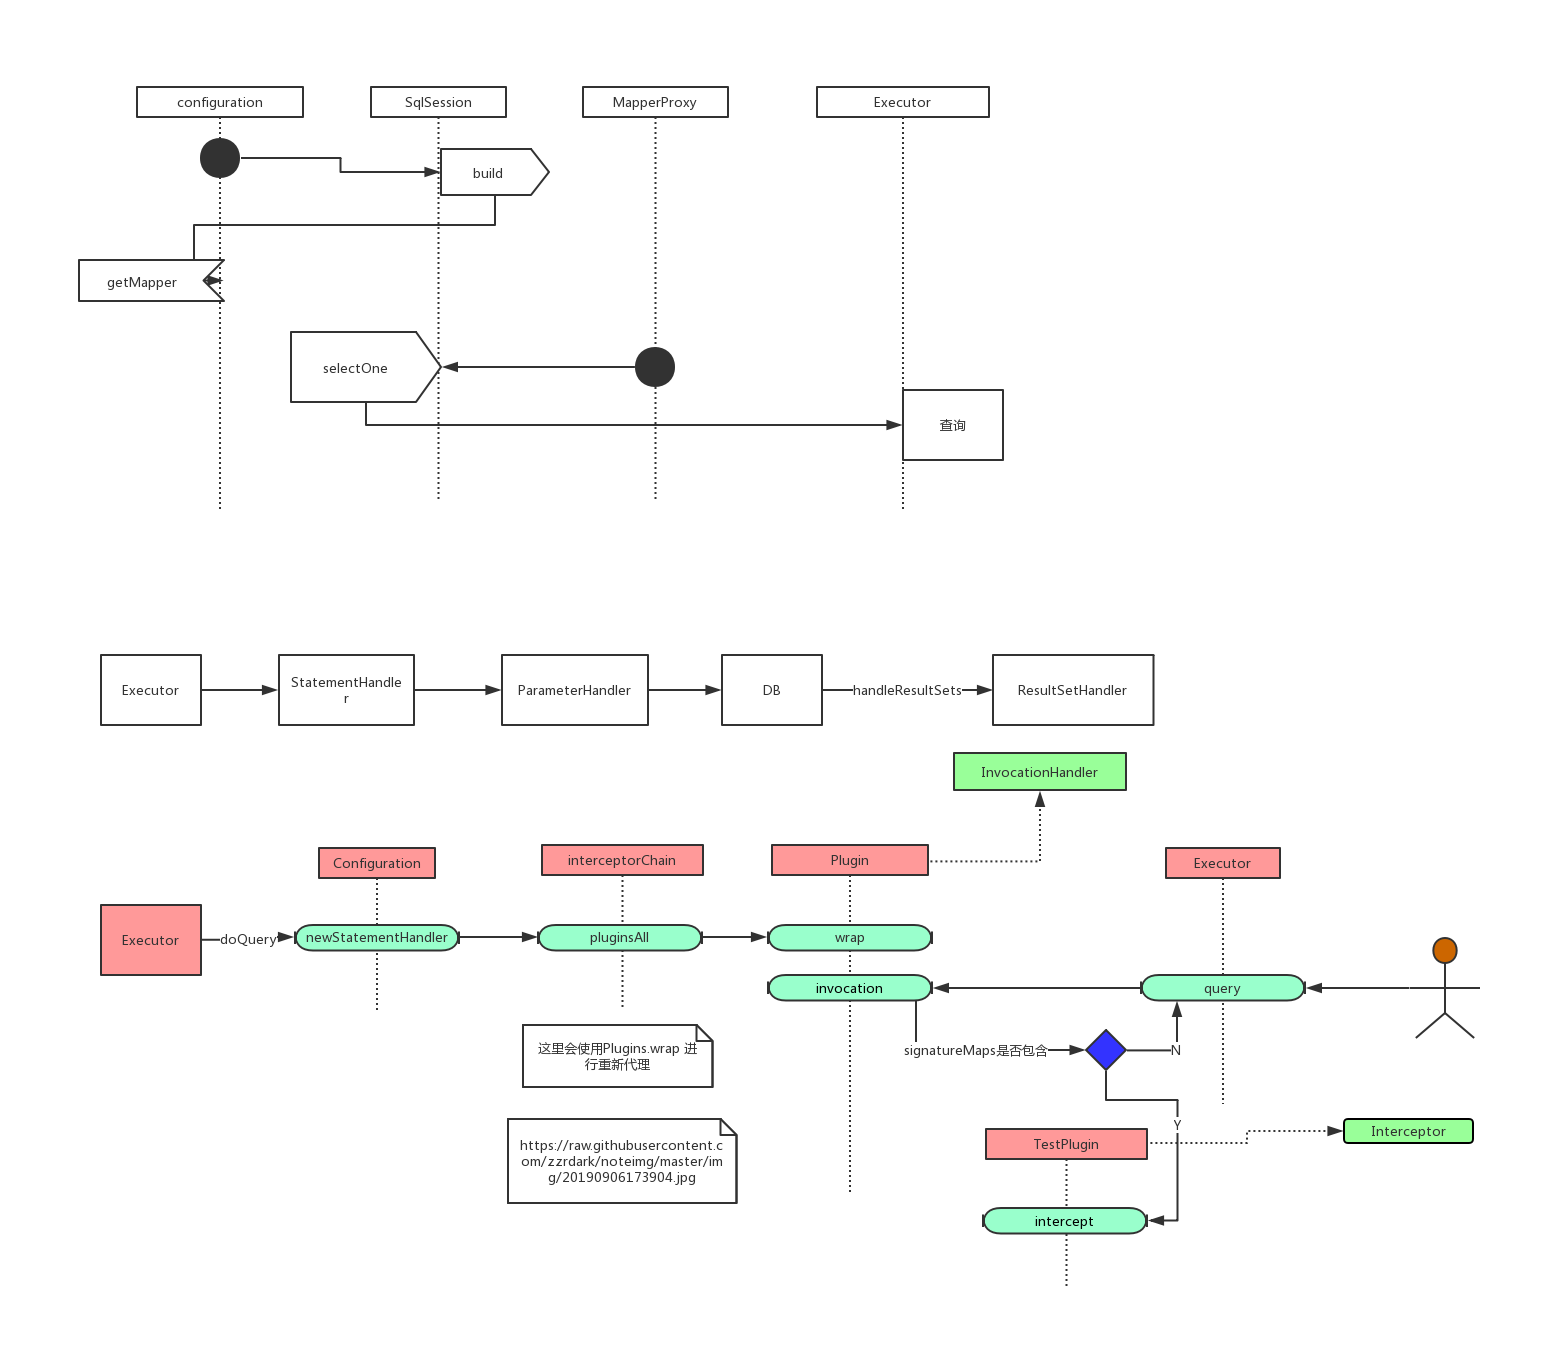 configuration
SqlSession
MapperProxy
Executor
build
getMapper
selectOne
查询
Executor
StatementHandle
r
ParameterHandler
DB
handleResultSets
ResultSetHandler
InvocationHandler
Configuration
interceptorChain
Plugin
Executor
Executor
doQuery
newStatementHandler
pluginsAll
wrap
invocation
query
这里会使用Plugins.wrap 进
行重新代理
signatureMaps是否包含
N
Y
https://raw.githubusercontent.c
om/zzrdark/noteimg/master/im
g/20190906173904.jpg
TestPlugin
Interceptor
intercept